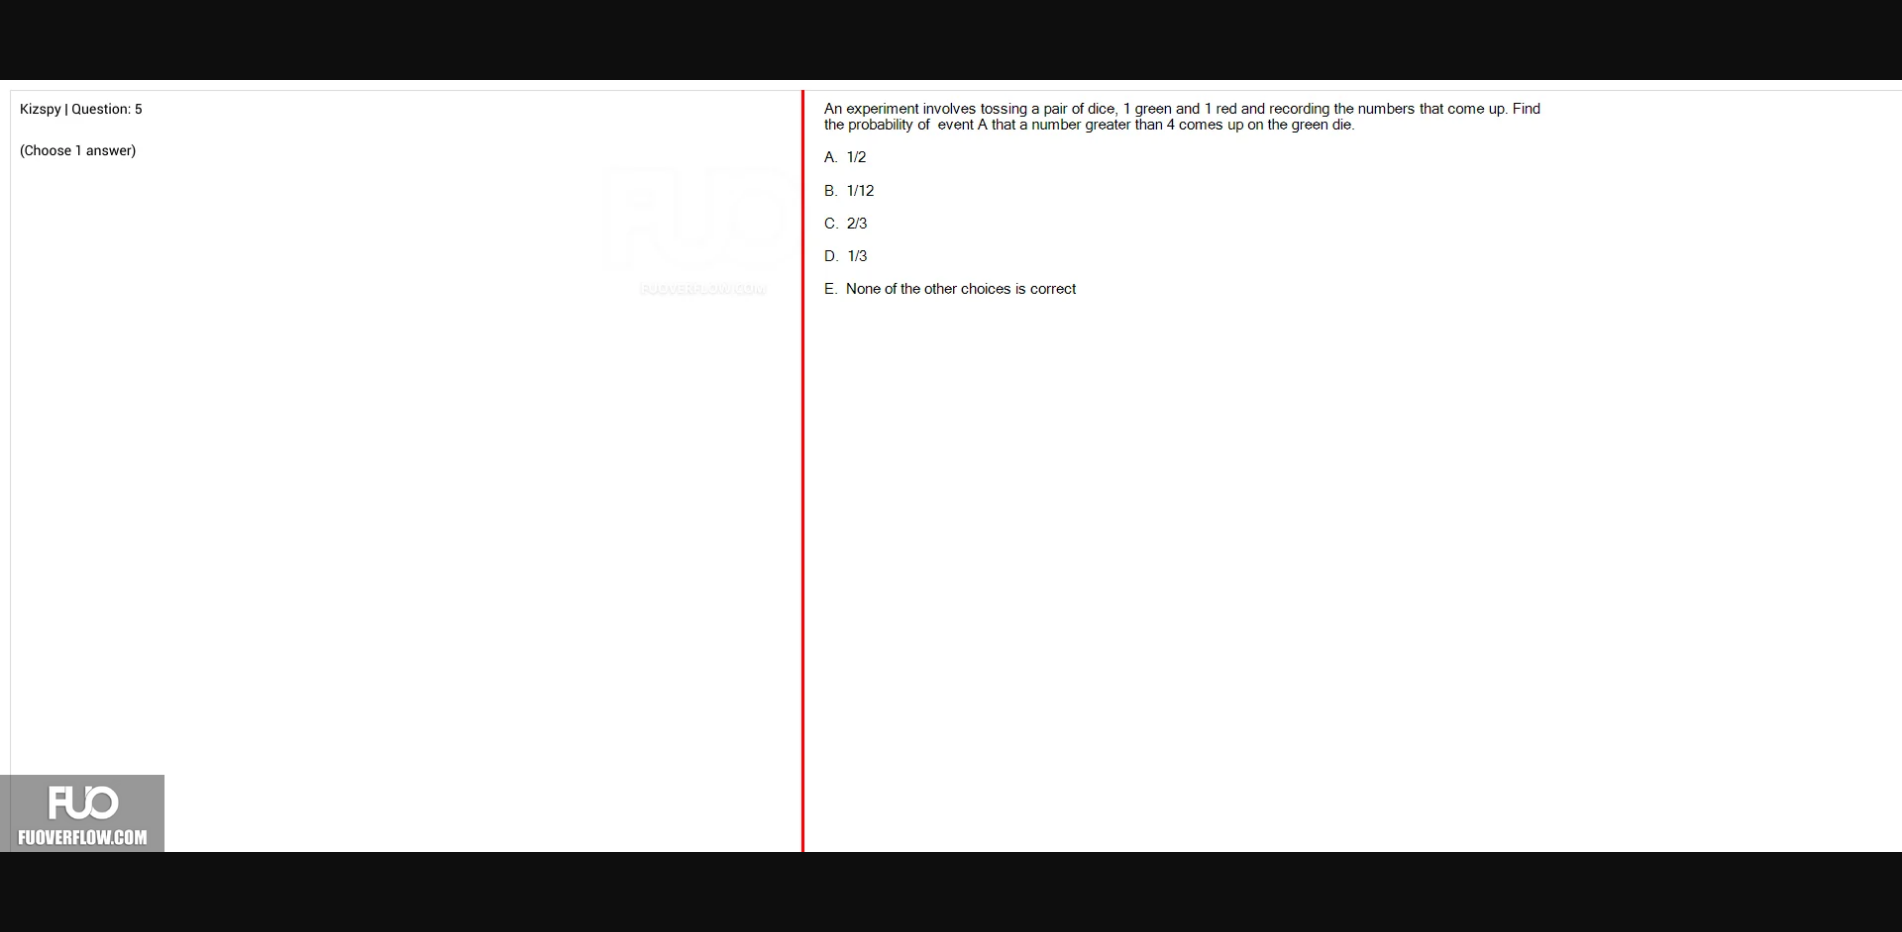 Kizspy | Question: 5
(Choose 1 answer)
An experiment involves tossing a pair of dice, 1 green and 1 red and recording the numbers that come up. Find
the probability of  event A that a number greater than 4 comes up on the green die.
A.  1/2
B.  1/12
C.  2/3
D.  1/3
E.  None of the other choices is correct
FUO
FUOVERFLOW.COM
FUO
FUOVERFLOW.COM